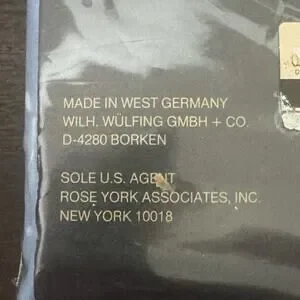 MADE IN WEST GERMANY
WILH. WÜLFING GMBH + CO.
D-4280 BORKEN
SOLE U.S. AGENT
ROSE YORK ASSOCIATES, INC.
NEW YORK 10018